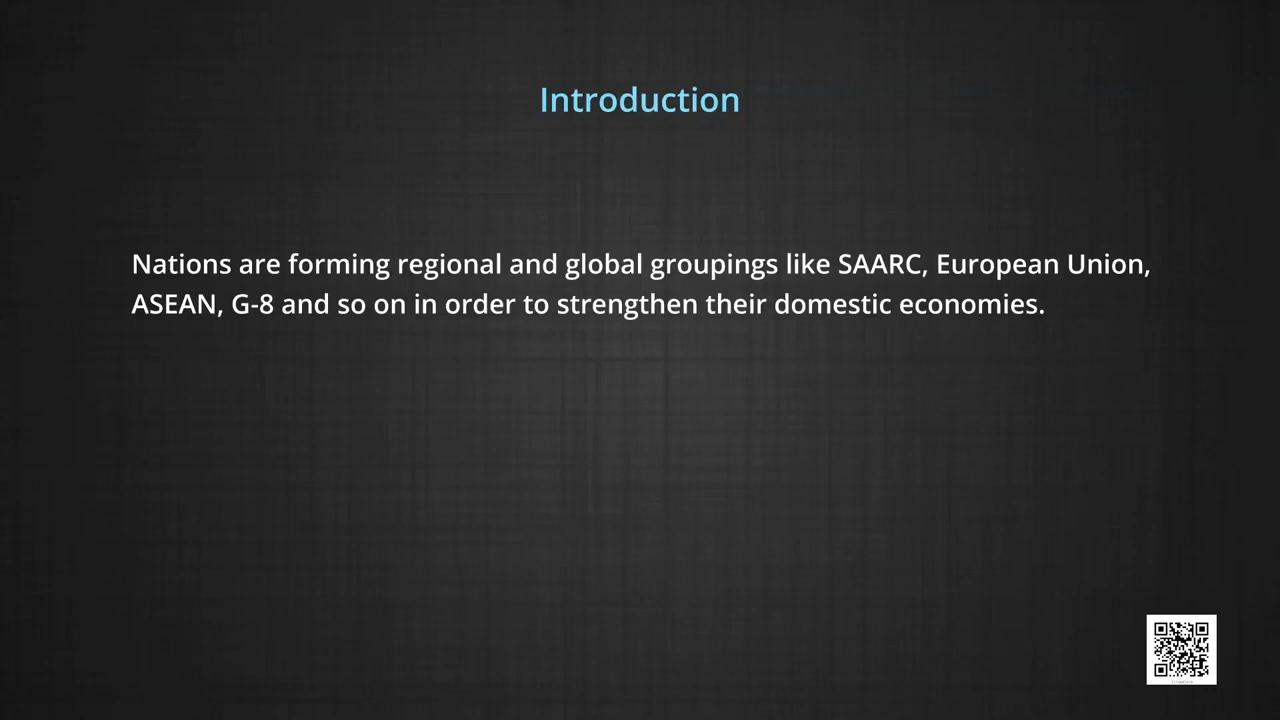 Introduction
Nations are forming regional and global groupings like SAARC, European Union,
ASEAN, G-8 and so on in order to strengthen their domestic economies.